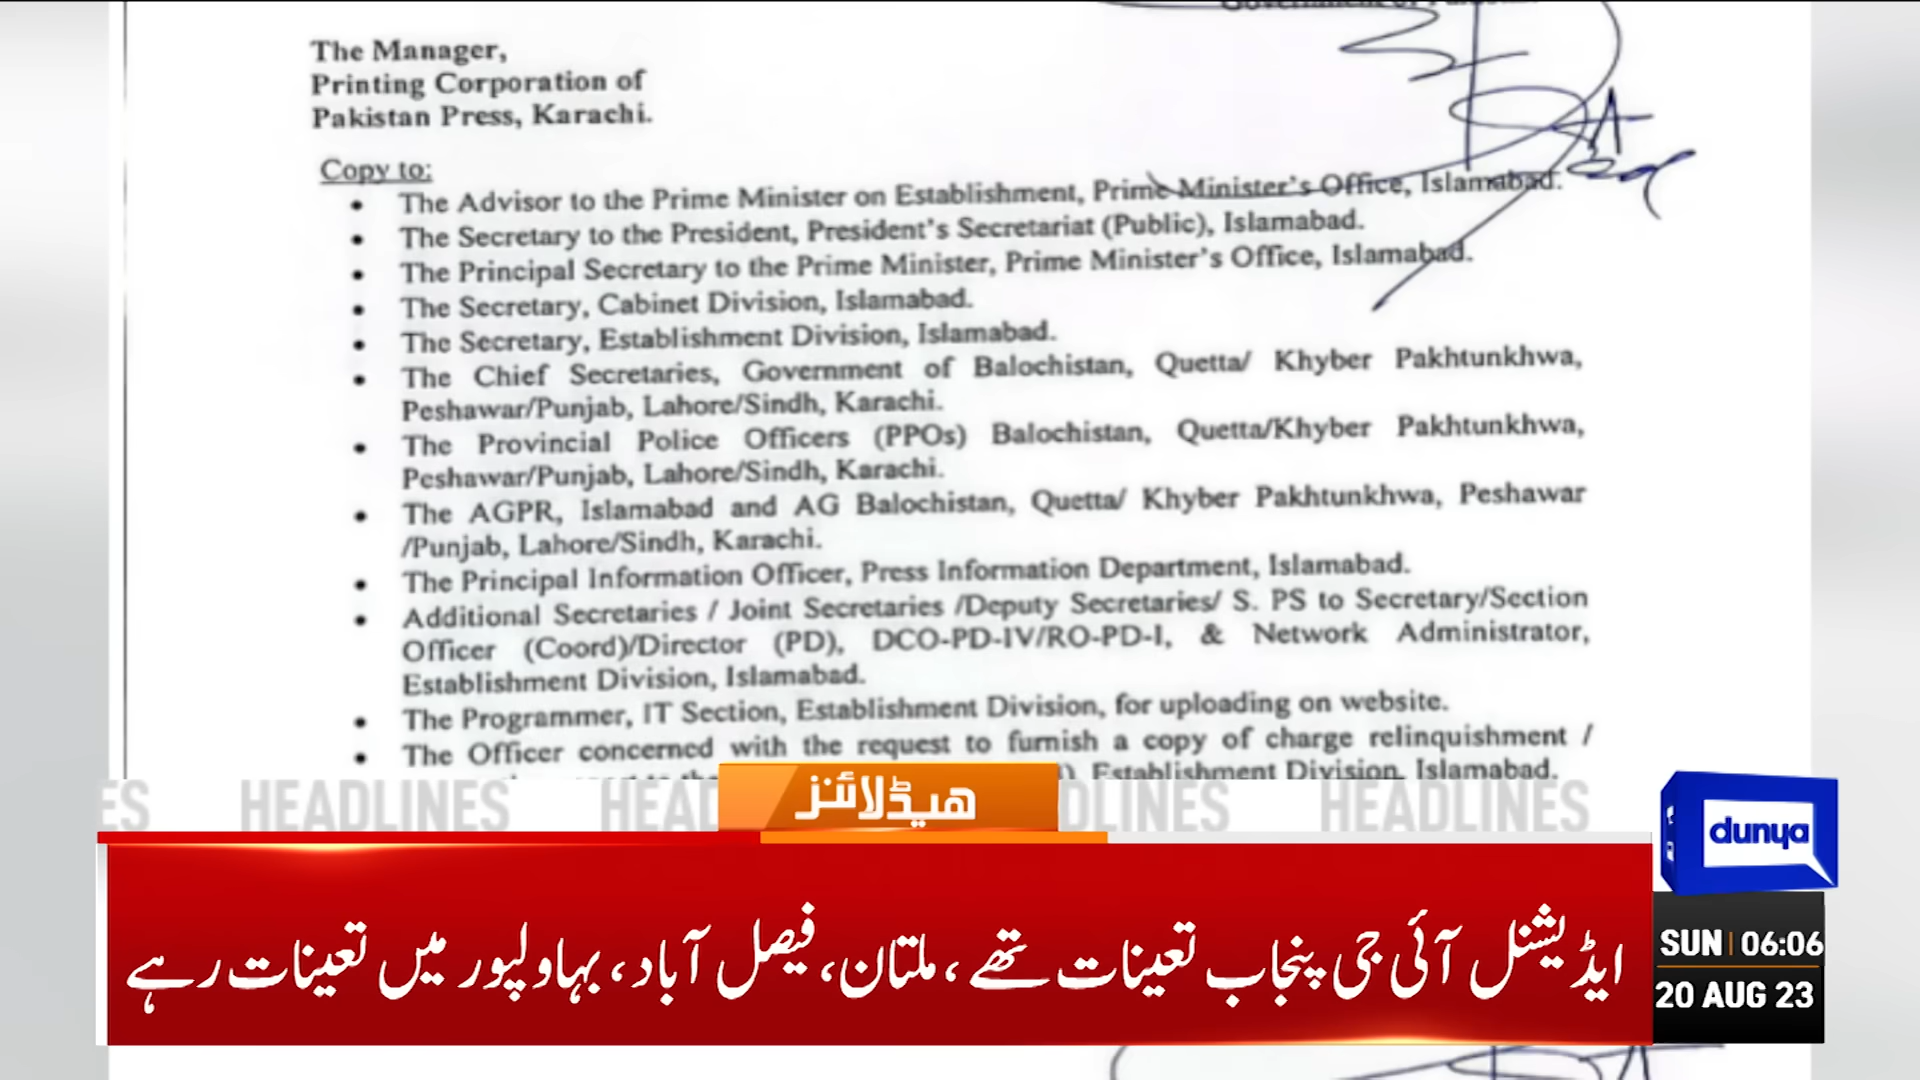 The Manager,
Printing Corporation of
Pakistan Press, Karachi.
Copy to:
• The Advisor to the Prime Minister on Establishment, Prime Minister's Office, Islamabad.
• The Secretary to the President, President's Secretariat (Public), Islamabad.
• The Principal Secretary to the Prime Minister, Prime Minister's Office, Islamabad.
• The Secretary, Cabinet Division, Islamabad.
• The Secretary, Establishment Division, Islamabad.
• The Chief Secretaries, Government of Balochistan, Quetta/ Khyber Pakhtunkhwa,
Peshawar/Punjab, Lahore/Sindh, Karachi.
• The Provincial Police Officers (PPOs) Balochistan, Quetta/Khyber Pakhtunkhwa,
Peshawar/Punjab, Lahore/Sindh, Karachi.
• The AGPR, Islamabad and AG Balochistan, Quetta/ Khyber Pakhtunkhwa, Peshawar
/Punjab, Lahore/Sindh, Karachi.
• The Principal Information Officer, Press Information Department, Islamabad.
• Additional Secretaries / Joint Secretaries /Deputy Secretaries/ S. PS to Secretary/Section
Officer (Coord)/Director (PD), DCO-PD-IV/RO-PD-I, & Network Administrator,
Establishment Division, Islamabad.
• The Programmer, IT Section, Establishment Division, for uploading on website.
• The Officer concerned with the request to furnish a copy of charge relinquishment /
Establishment Division, Islamabad.
HEADLINES HEADLINES
ہیڈلائنز
dunya
ایڈیشنل آئی جی پنجاب تعینات تھے، ملتان، فیصل آباد، بہاولپور میں تعینات رہے
SUN 06:06
20 AUG 23